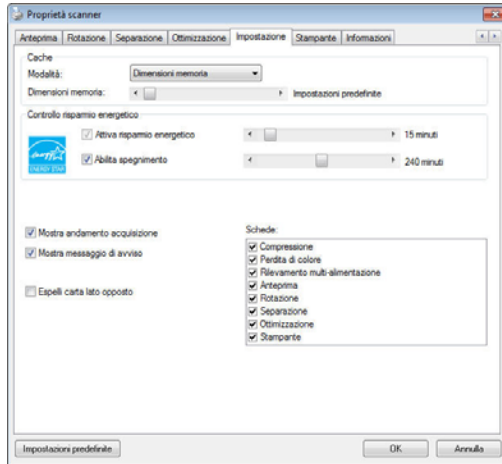 Proprietà scanner
Anteprima Rotazione Separazione Ottimizzazione Impostazione Stampante Informazioni
Cache
Modalità: Dimensioni memoria
Dimensioni memoria: Impostazioni predefinite
Controllo risparmio energetico
Attiva risparmio energetico 15 minuti
ENERGY STAR
Abilita spegnimento 240 minuti
Mostra andamento acquisizione
Mostra messaggio di avviso
Espelli carta lato opposto
Schede:
Compressione
Perdita di colore
Rilevamento multi-alimentazione
Anteprima
Rotazione
Separazione
Ottimizzazione
Stampante
Impostazioni predefinite OK Annulla